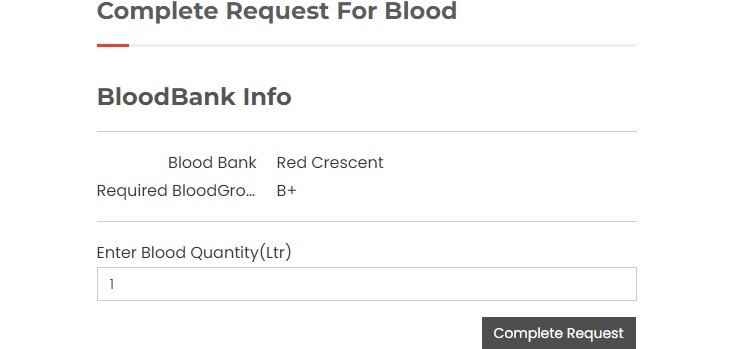 Complete Request For Blood
BloodBank Info
Blood Bank Red Crescent
Required BloodGro... B+
Enter Blood Quantity(Ltr)
1
Complete Request